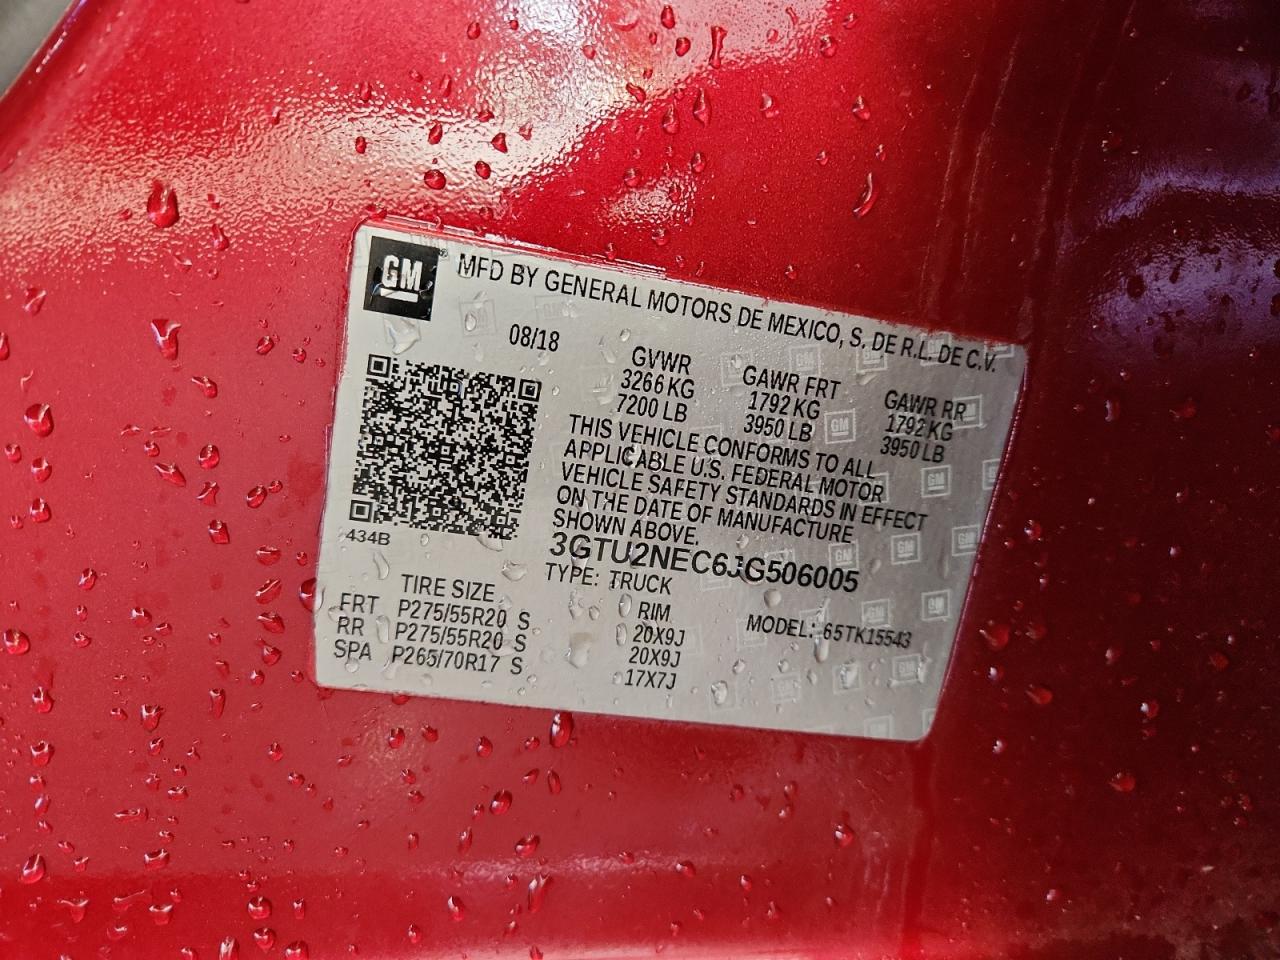 GM
MFD BY GENERAL MOTORS DE MEXICO, S. DE R.L. DE C.V.
08/18
GVWR GAWR FRT GAWR RR
3266 KG 1792 KG 1792 KG
7200 LB 3950 LB 3950 LB
THIS VEHICLE CONFORMS TO ALL
APPLICABLE U.S. FEDERAL MOTOR
VEHICLE SAFETY STANDARDS IN EFFECT
ON THE DATE OF MANUFACTURE
SHOWN ABOVE.
434B
3GTU2NEC6JG506005
TYPE: TRUCK
MODEL: 65TK15543
TIRE SIZE RIM
FRT P275/55R20 S 20X9J
RR P275/55R20 S 20X9J
SPA P265/70R17 S 17X7J